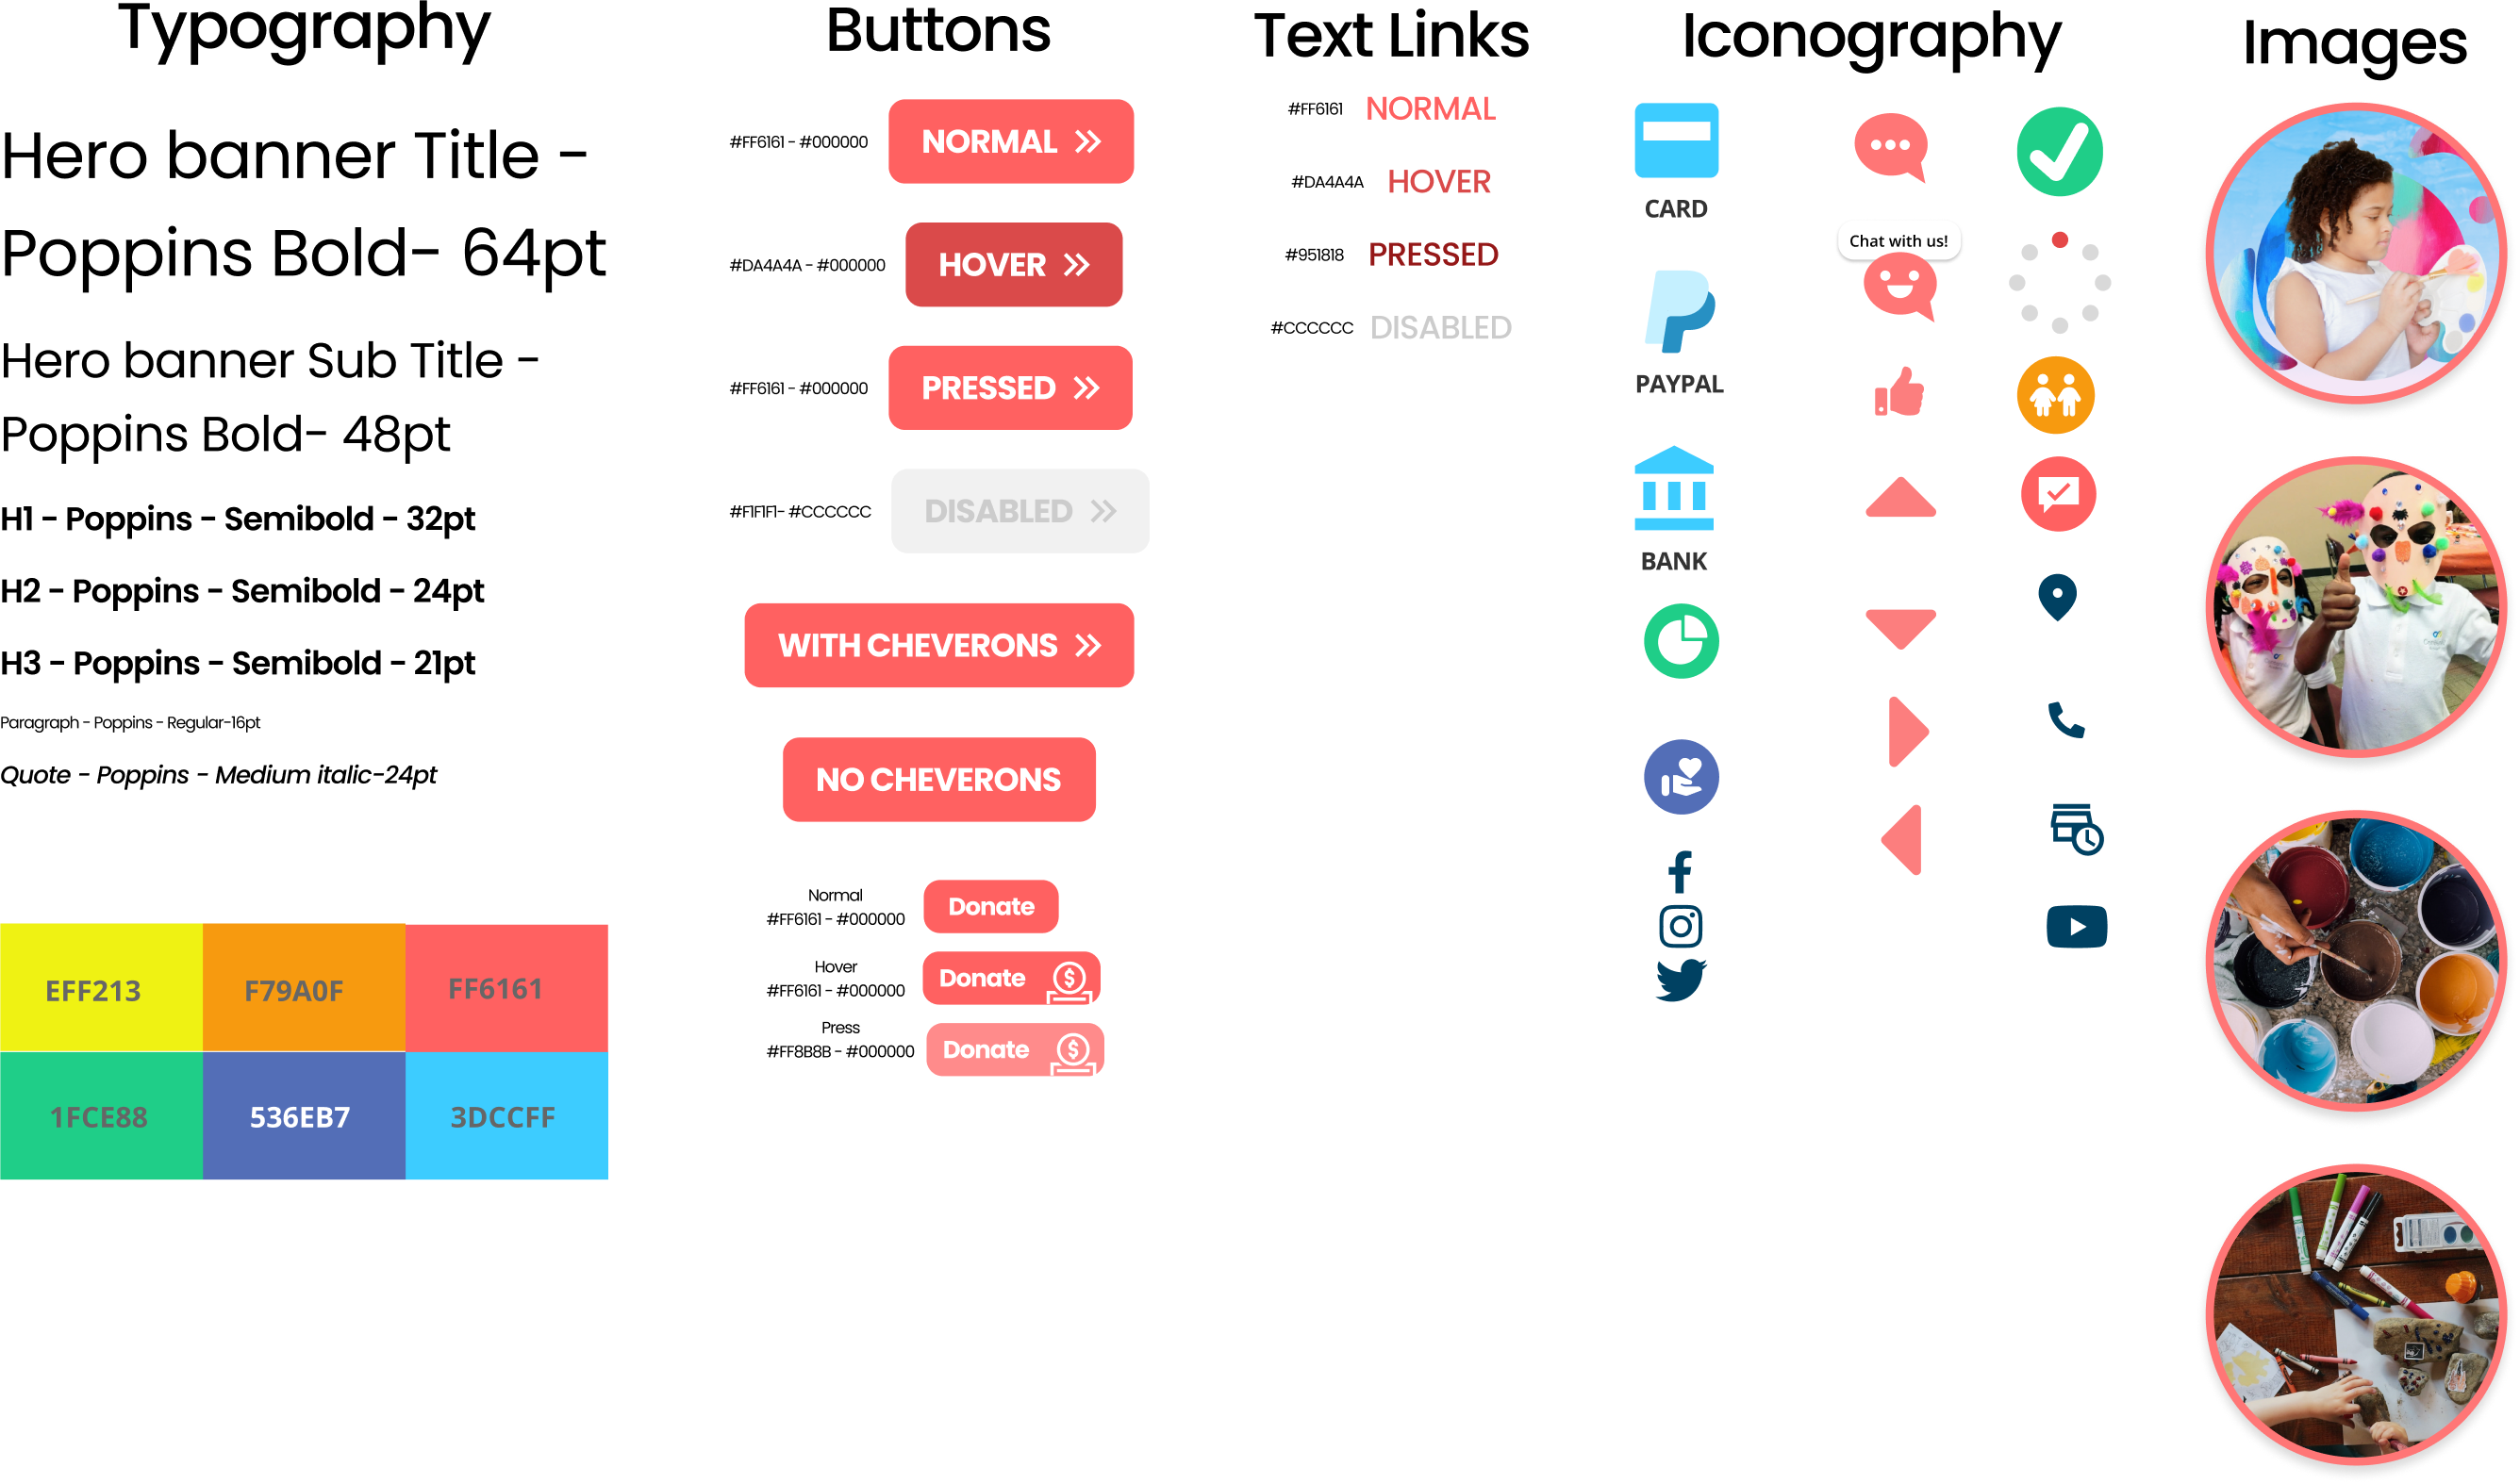 Typography
Hero banner Title -
Poppins Bold- 64pt
Hero banner Sub Title -
Poppins Bold- 48pt
H1 - Poppins - Semibold - 32pt
H2 - Poppins - Semibold - 24pt
H3 - Poppins - Semibold - 21pt
Paragraph - Poppins - Regular-16pt
Quote - Poppins - Medium italic-24pt
EFF213
F79A0F
FF6161
1FCE88
536EB7
3DCCFF
Buttons
#FF6161 - #000000
NORMAL
#DA4A4A - #000000
HOVER
#FF6161 - #000000
PRESSED
#F1F1F1- #CCCCCC
DISABLED
WITH CHEVERONS
NO CHEVERONS
Normal
#FF6161 - #000000
Donate
Hover
#FF6161 - #000000
Donate
Press
#FF8B8B - #000000
Donate
Text Links
#FF6161
NORMAL
#DA4A4A
HOVER
#951818
PRESSED
#CCCCCC
DISABLED
Iconography
CARD
PAYPAL
BANK
Chat with us!
Images